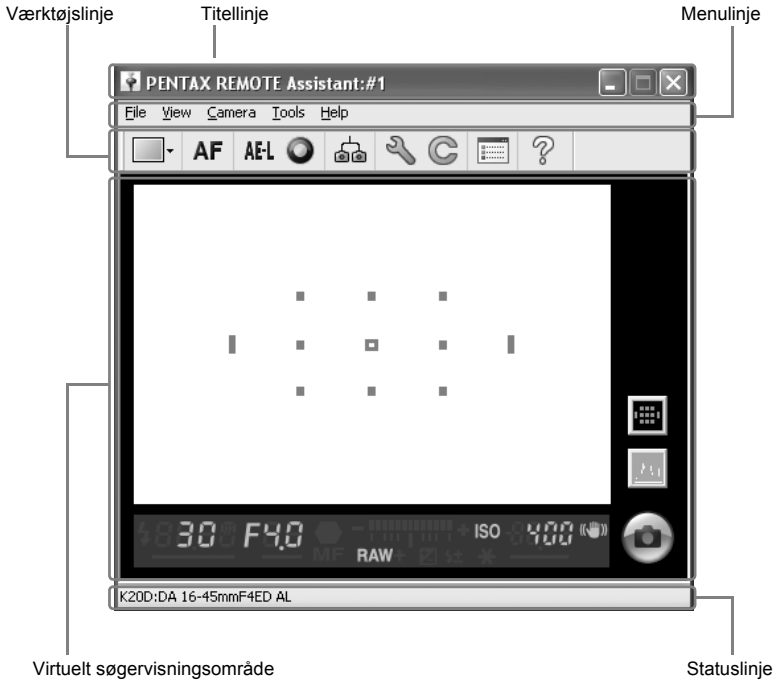 Værktøjslinje Titellinje Menulinje
PENTAX REMOTE Assistant:#1
File View Camera Tools Help
AF AE-L
30 F4.0 ISO 400
MF RAW+
K20D:DA 16-45mmF4ED AL
Virtuelt søgervisningsområde Statuslinje